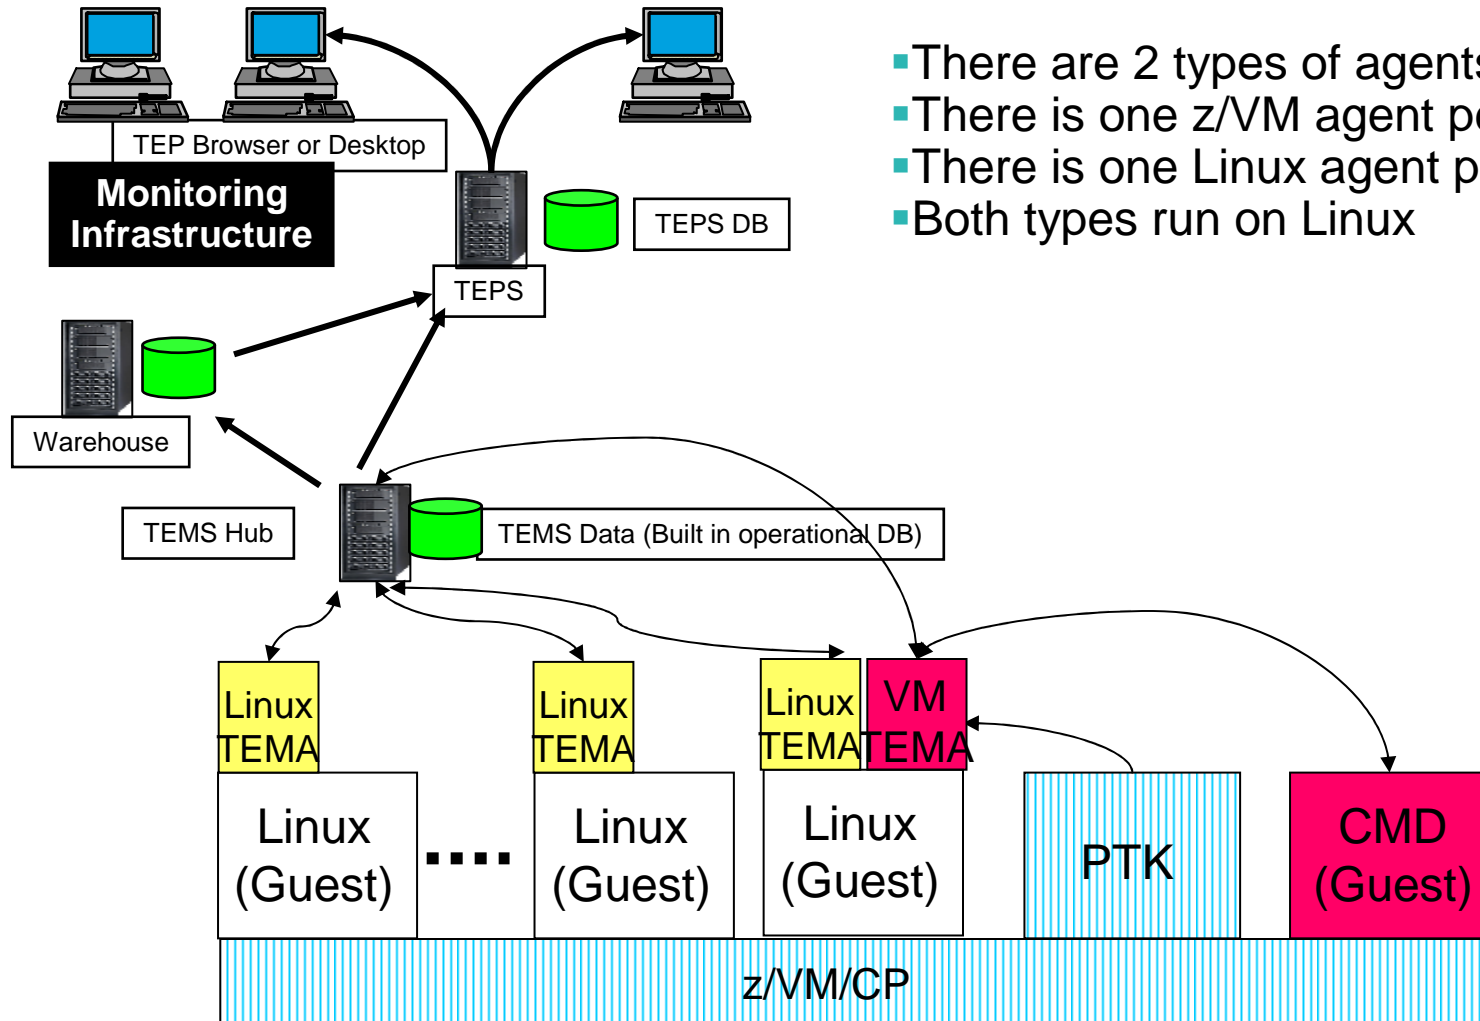 ▪There are 2 types of agents
▪There is one z/VM agent
▪There is one Linux agent
▪Both types run on Linux
TEP Browser or Desktop
Monitoring
Infrastructure
TEPS DB
TEPS
Warehouse
TEMS Hub
TEMS Data (Built in operational DB)
Linux
TEMA
Linux
TEMA
Linux
TEMA
VM
TEMA
Linux
(Guest)
....
Linux
(Guest)
Linux
(Guest)
PTK
CMD
(Guest)
z/VM/CP